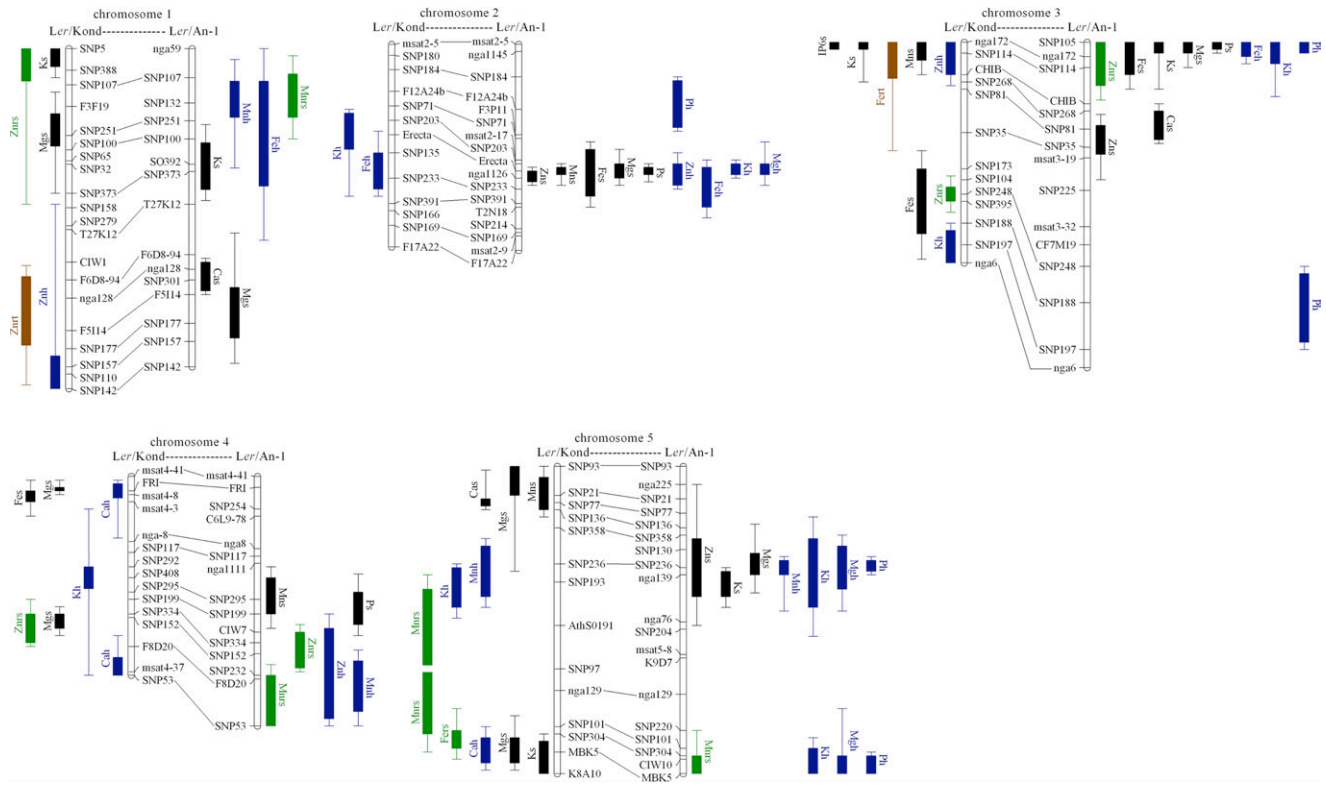 chromosome 1
Ler/Kond-------------- Ler/An-1
SNP5
SNP388
SNP107
F3F19
SNP251
SNP100
SNP65
SNP32
SNP373
SNP158
SNP279
T27K12
CIW1
F6D8-94
nga128
F5I14
SNP177
SNP157
SNP110
SNP142
nga59
SNP107
SNP132
SNP251
SNP100
SO392
SNP373
T27K12
F6D8-94
nga128
SNP301
F5I14
SNP177
SNP157
SNP142
Znrs
Ks
Mgs
Znrt
Znh
Ks
Cas
Mgs
Mnh
Feh
Mnrs
chromosome 2
Ler/Kond-------------- Ler/An-1
msat2-5
SNP180
SNP184
F12A24b
SNP71
SNP203
Erecta
SNP135
SNP233
SNP391
SNP166
SNP169
F17A22
msat2-5
nga1145
SNP184
F12A24b
F3P11
SNP71
msat2-17
SNP203
Erecta
nga1126
SNP233
SNP391
T2N18
SNP214
SNP169
msat2-9
F17A22
Kh
Feh
Zns
Mns
Fes
Mgs
Ps
Ph
Znh
Feh
Kh
Mgh
chromosome 3
Ler/Kond-------------- Ler/An-1
nga172
SNP114
CHIB
SNP268
SNP81
SNP35
SNP173
SNP104
SNP248
SNP395
SNP188
SNP197
nga6
SNP105
nga172
SNP114
CHIB
SNP268
SNP81
SNP35
msat3-19
SNP225
msat3-32
CF7M19
SNP248
SNP188
SNP197
nga6
IP6s
Ks
Fert
Mns
Znh
Fes
Znrs
Kh
Znrs
Zns
Fes
Ks
Cas
Mgs
Ps
Feh
Kh
Ph
Ph
chromosome 4
Ler/Kond-------------- Ler/An-1
msat4-41
FRI
msat4-8
msat4-3
nga-8
SNP117
SNP292
SNP408
SNP295
SNP199
SNP334
SNP152
F8D20
msat4-37
SNP53
msat4-41
FRI
SNP254
C6L9-78
nga8
SNP117
nga1111
SNP295
SNP199
CIW7
SNP334
SNP152
SNP232
F8D20
SNP53
Fes
Mgs
Cah
Kh
Znrs
Mgs
Cah
Mns
Mnrs
Znrs
Znh
Ps
Mnh
chromosome 5
Ler/Kond-------------- Ler/An-1
SNP93
SNP21
SNP77
SNP136
SNP358
SNP236
SNP193
AthS0191
SNP97
nga129
SNP101
SNP304
MBK5
K8A10
SNP93
nga225
SNP21
SNP77
SNP136
SNP358
SNP130
SNP236
nga139
nga76
SNP204
msat5-8
K9D7
nga129
SNP220
SNP101
SNP304
CIW10
MBK5
Cas
Mgs
Mns
Mnrs
Kh
Mnh
Fers
Cah
Mgs
Ks
Zns
Ks
Mgs
Mnh
Kh
Mgh
Ph
Mnrs
Kh
Mgh
Ph